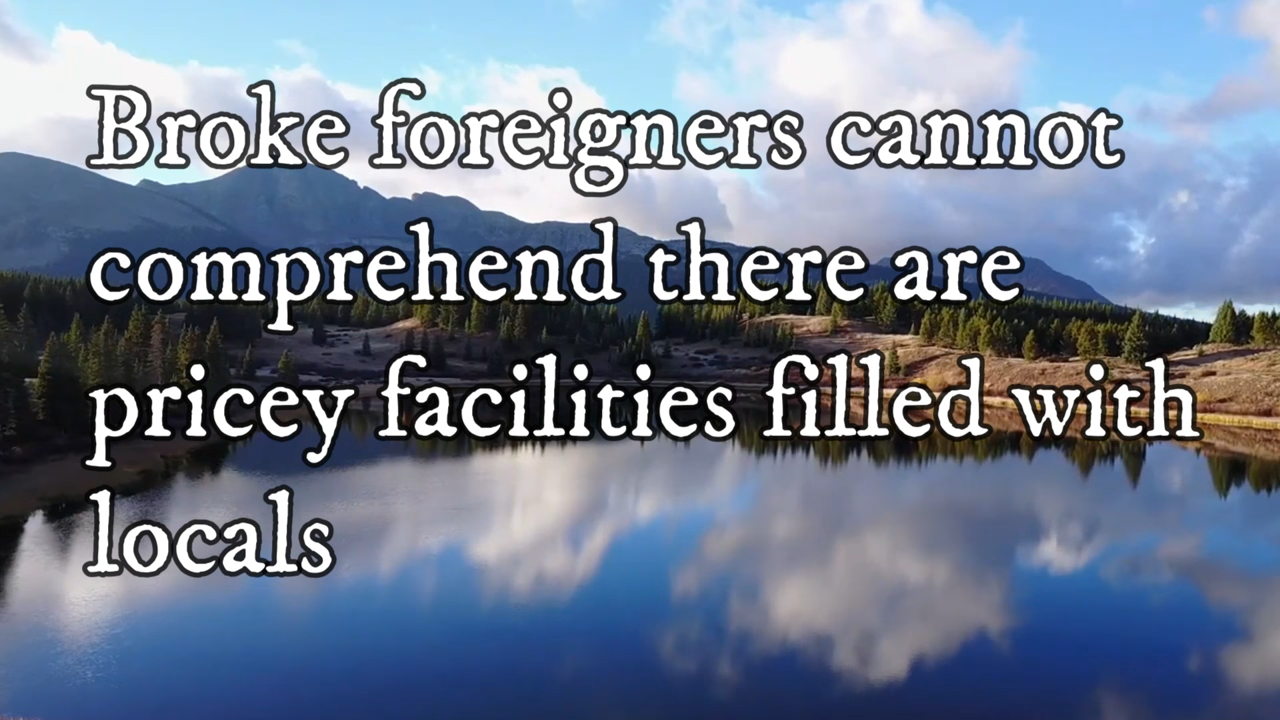 Broke foreigners cannot
comprehend there are
pricey facilities filled with
locals